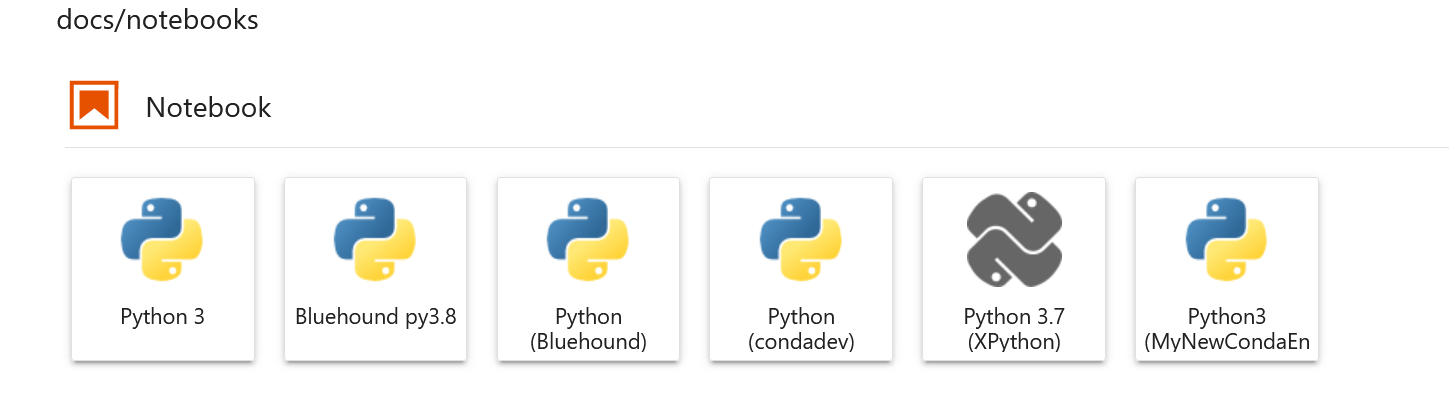 docs/notebooks
Notebook
Python 3
Bluehound py3.8
Python
(Bluehound)
Python
(condadev)
Python 3.7
(XPython)
Python3
(MyNewCondaEn